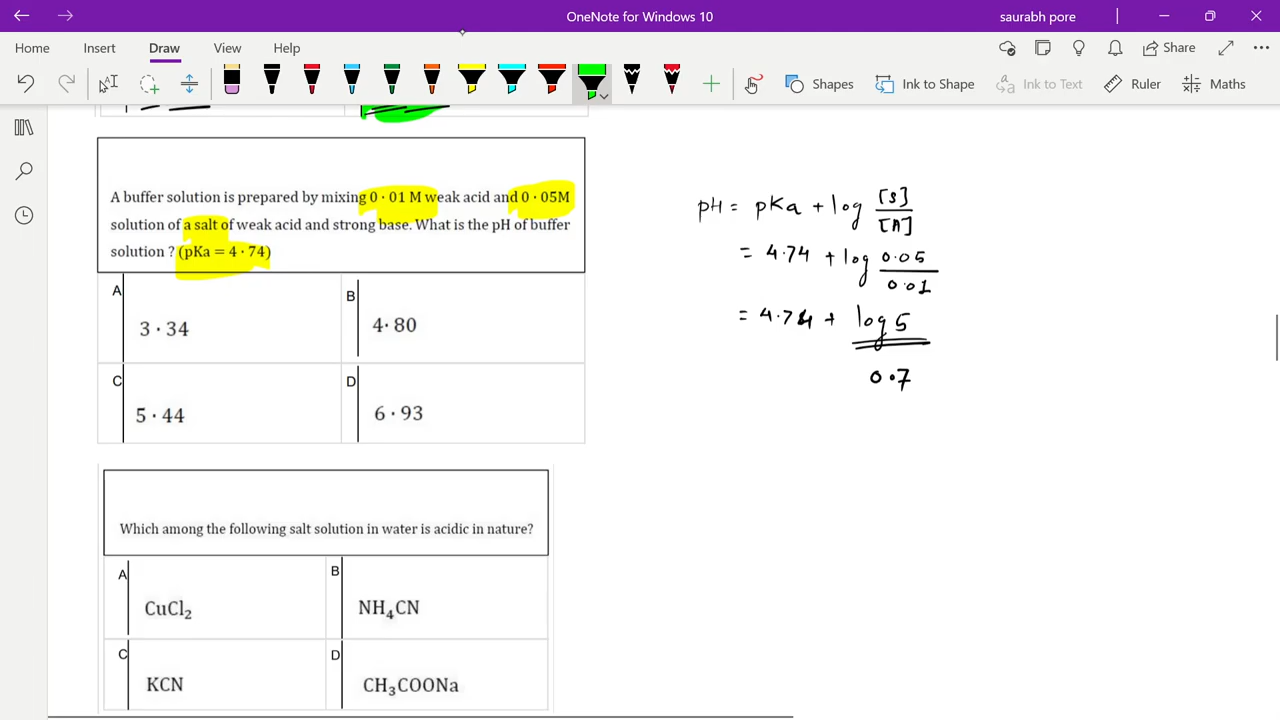 OneNote for Windows 10
saurabh pore
Home Insert Draw View Help
Share
Shapes Ink to Shape Ink to Text Ruler Maths
A buffer solution is prepared by mixing 0·01 M weak acid and 0·05M
solution of a salt of weak acid and strong base. What is the pH of buffer
solution ? (pKa = 4·74)
A
3·34
B
4·80
C
5·44
D
6·93
pH = pKa + log [S]/[A]
= 4.74 + log 0.05/0.01
= 4.74 + log 5
0.7
Which among the following salt solution in water is acidic in nature?
A
CuCl₂
B
NH₄CN
C
KCN
D
CH₃COONa